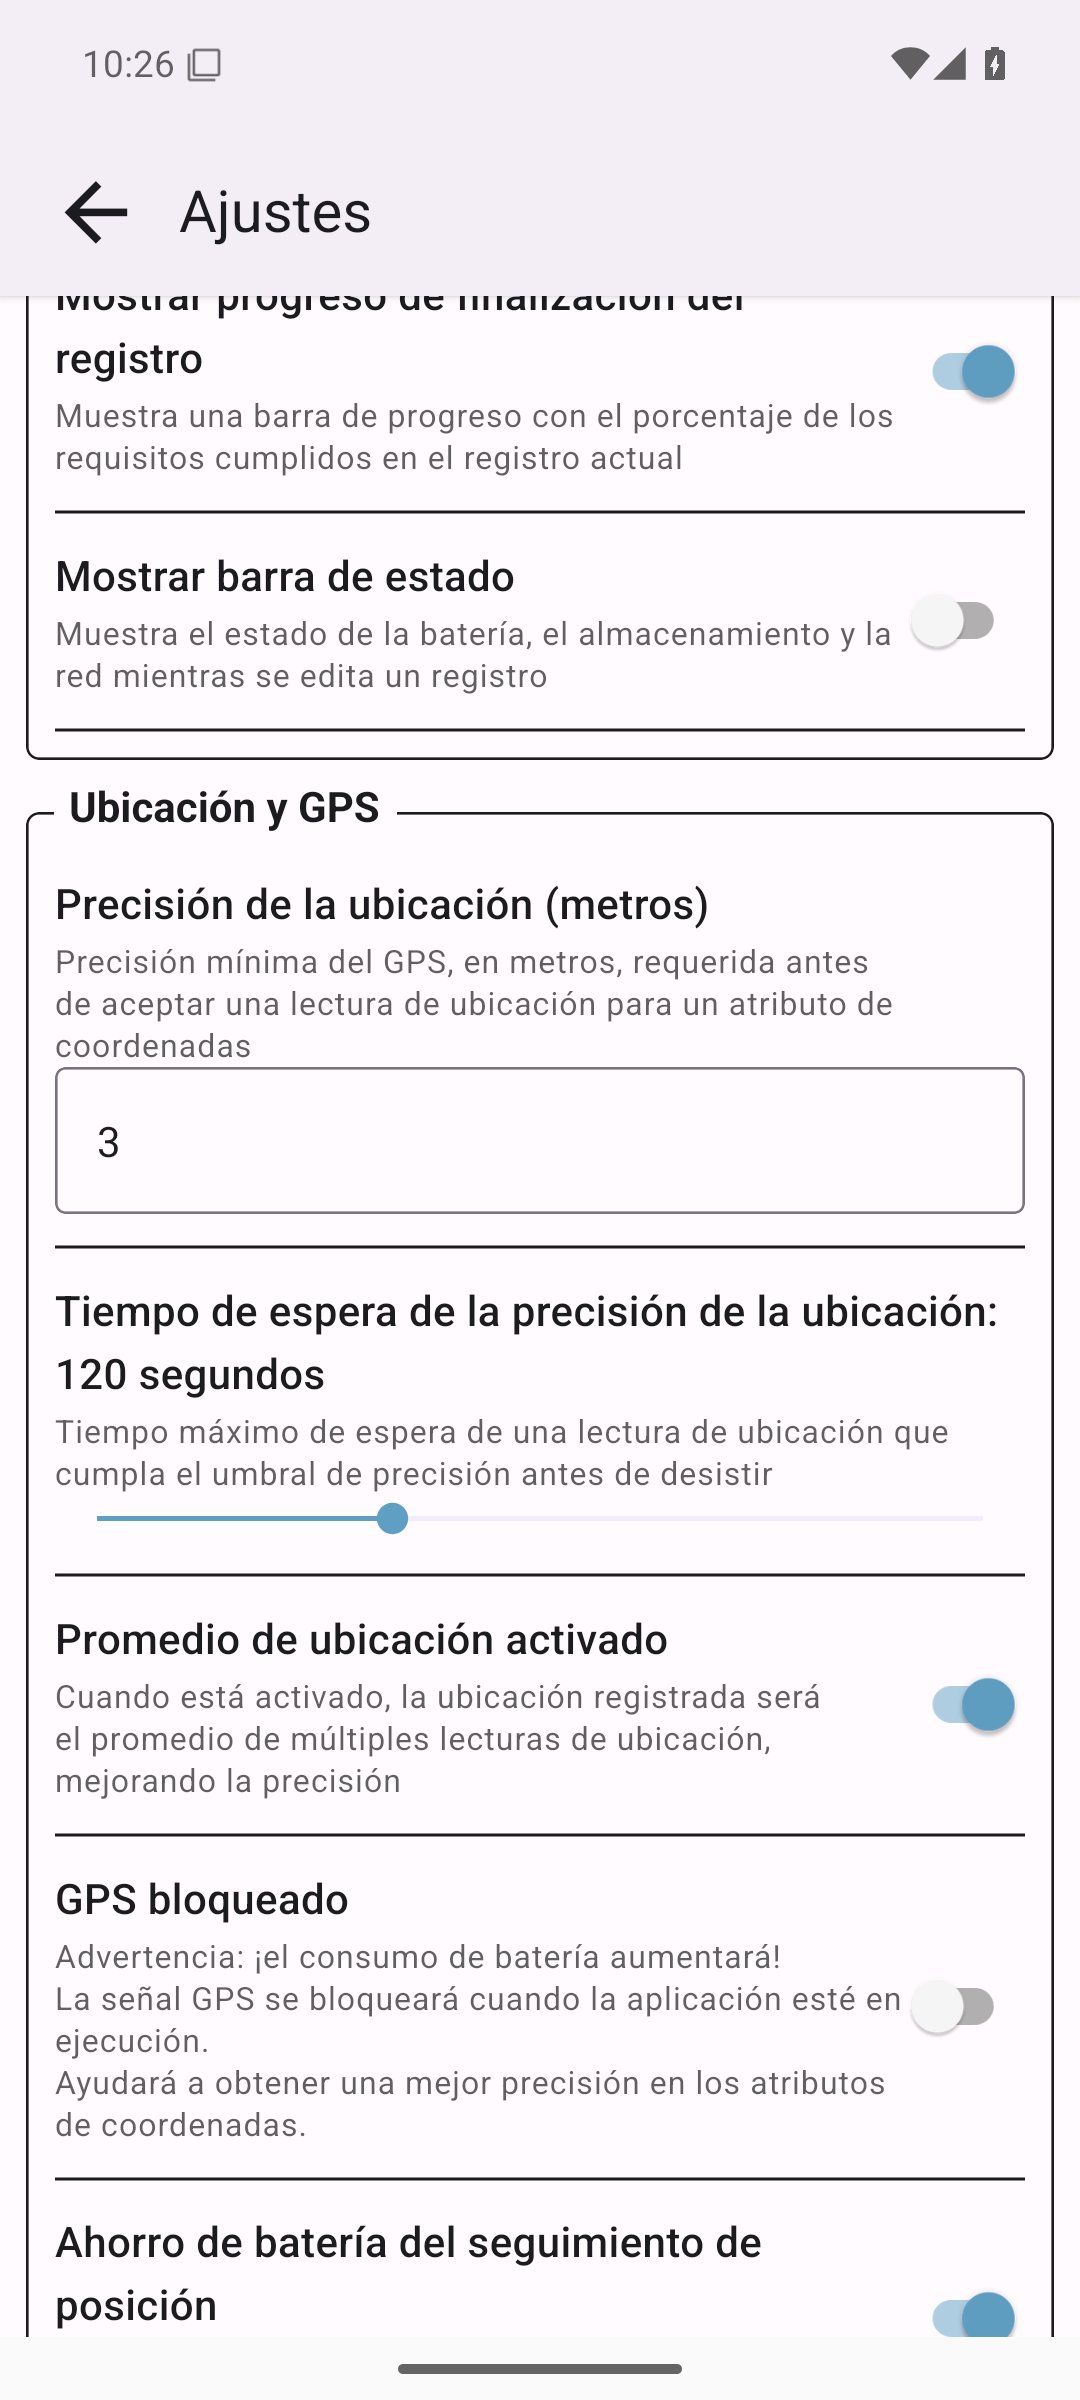 10:26
Ajustes
Mostrar progreso de finalización del
registro
Muestra una barra de progreso con el porcentaje de los
requisitos cumplidos en el registro actual
Mostrar barra de estado
Muestra el estado de la batería, el almacenamiento y la
red mientras se edita un registro
Ubicación y GPS
Precisión de la ubicación (metros)
Precisión mínima del GPS, en metros, requerida antes
de aceptar una lectura de ubicación para un atributo de
coordenadas
3
Tiempo de espera de la precisión de la ubicación:
120 segundos
Tiempo máximo de espera de una lectura de ubicación que
cumpla el umbral de precisión antes de desistir
Promedio de ubicación activado
Cuando está activado, la ubicación registrada será
el promedio de múltiples lecturas de ubicación,
mejorando la precisión
GPS bloqueado
Advertencia: ¡el consumo de batería aumentará!
La señal GPS se bloqueará cuando la aplicación esté en
ejecución.
Ayudará a obtener una mejor precisión en los atributos
de coordenadas.
Ahorro de batería del seguimiento de
posición